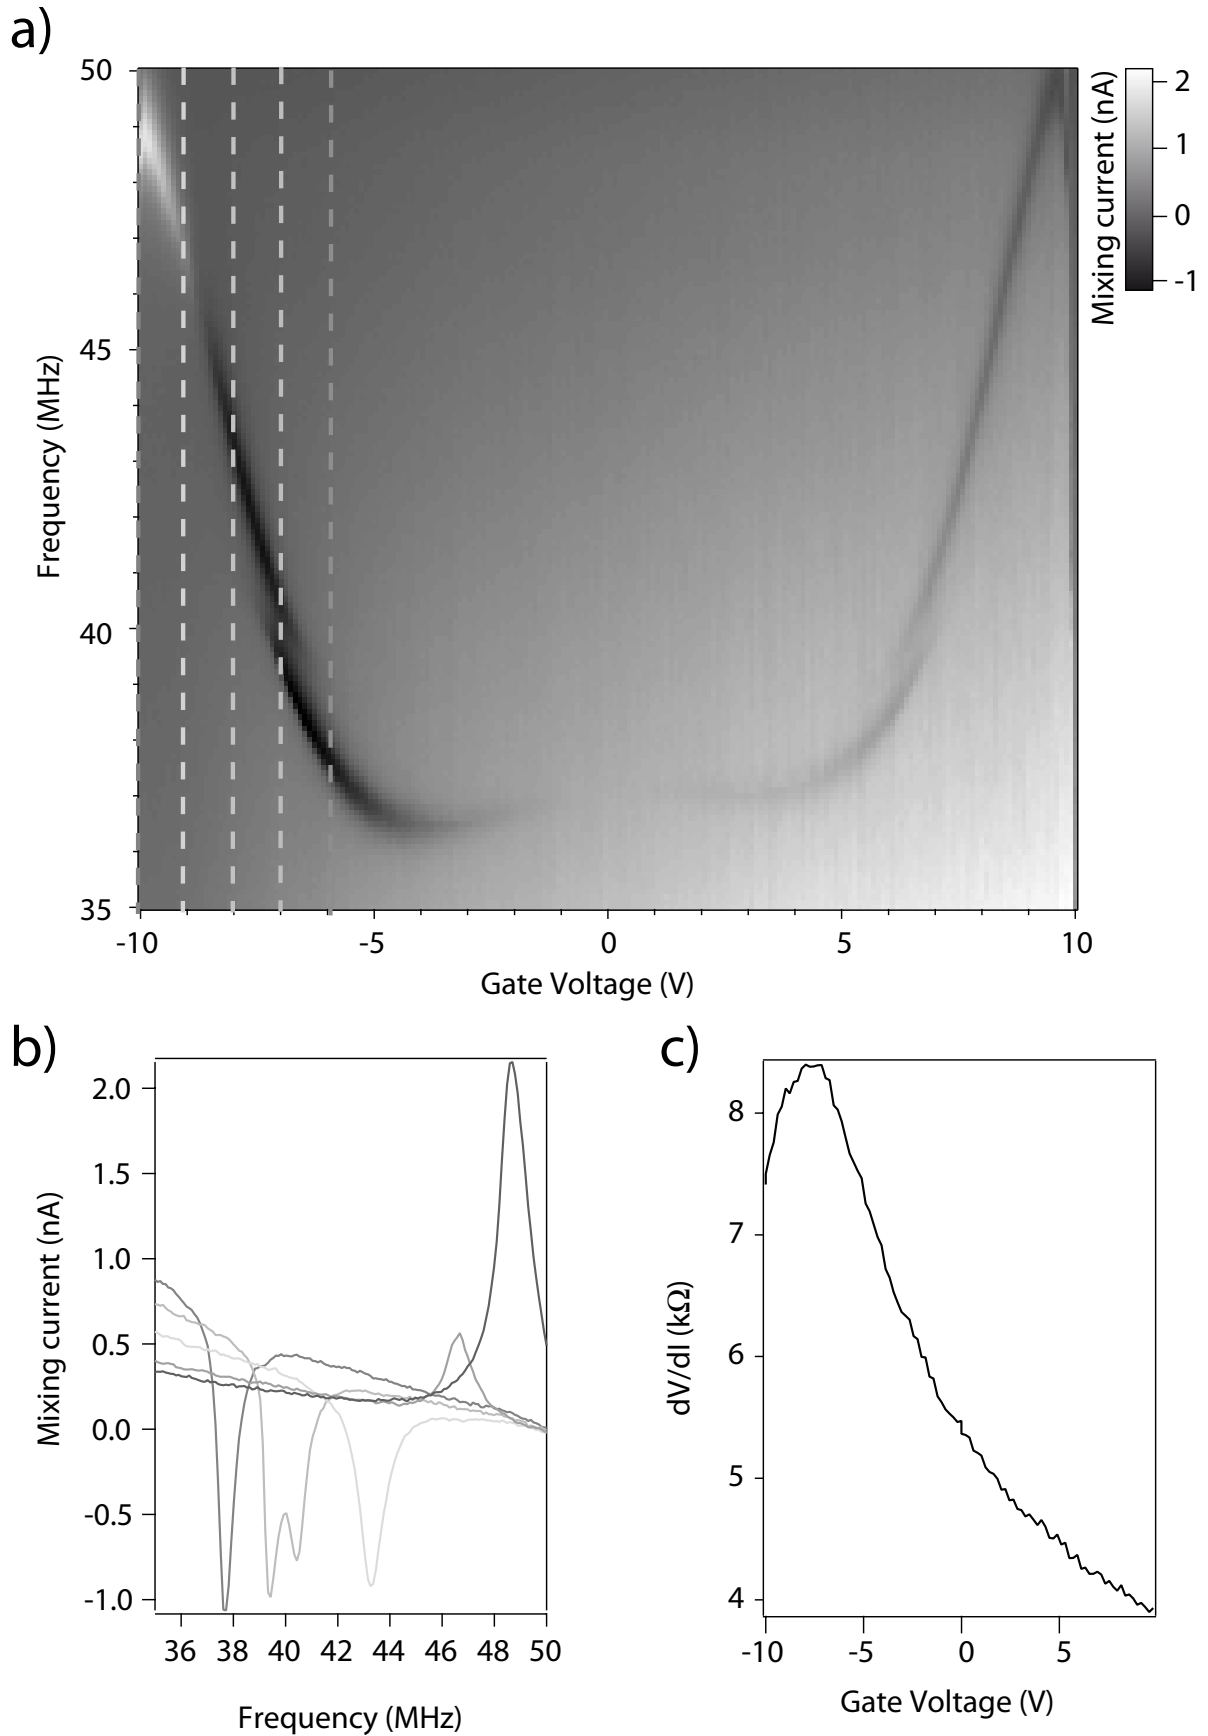 a)
50
45
40
35
Frequency (MHz)
-10 -5 0 5 10
Gate Voltage (V)
Mixing current (nA)
2
1
0
-1
b)
2.0
1.5
1.0
0.5
0.0
-0.5
-1.0
Mixing current (nA)
36 38 40 42 44 46 48 50
Frequency (MHz)
c)
8
7
6
5
4
dV/dI (kΩ)
-10 -5 0 5
Gate Voltage (V)